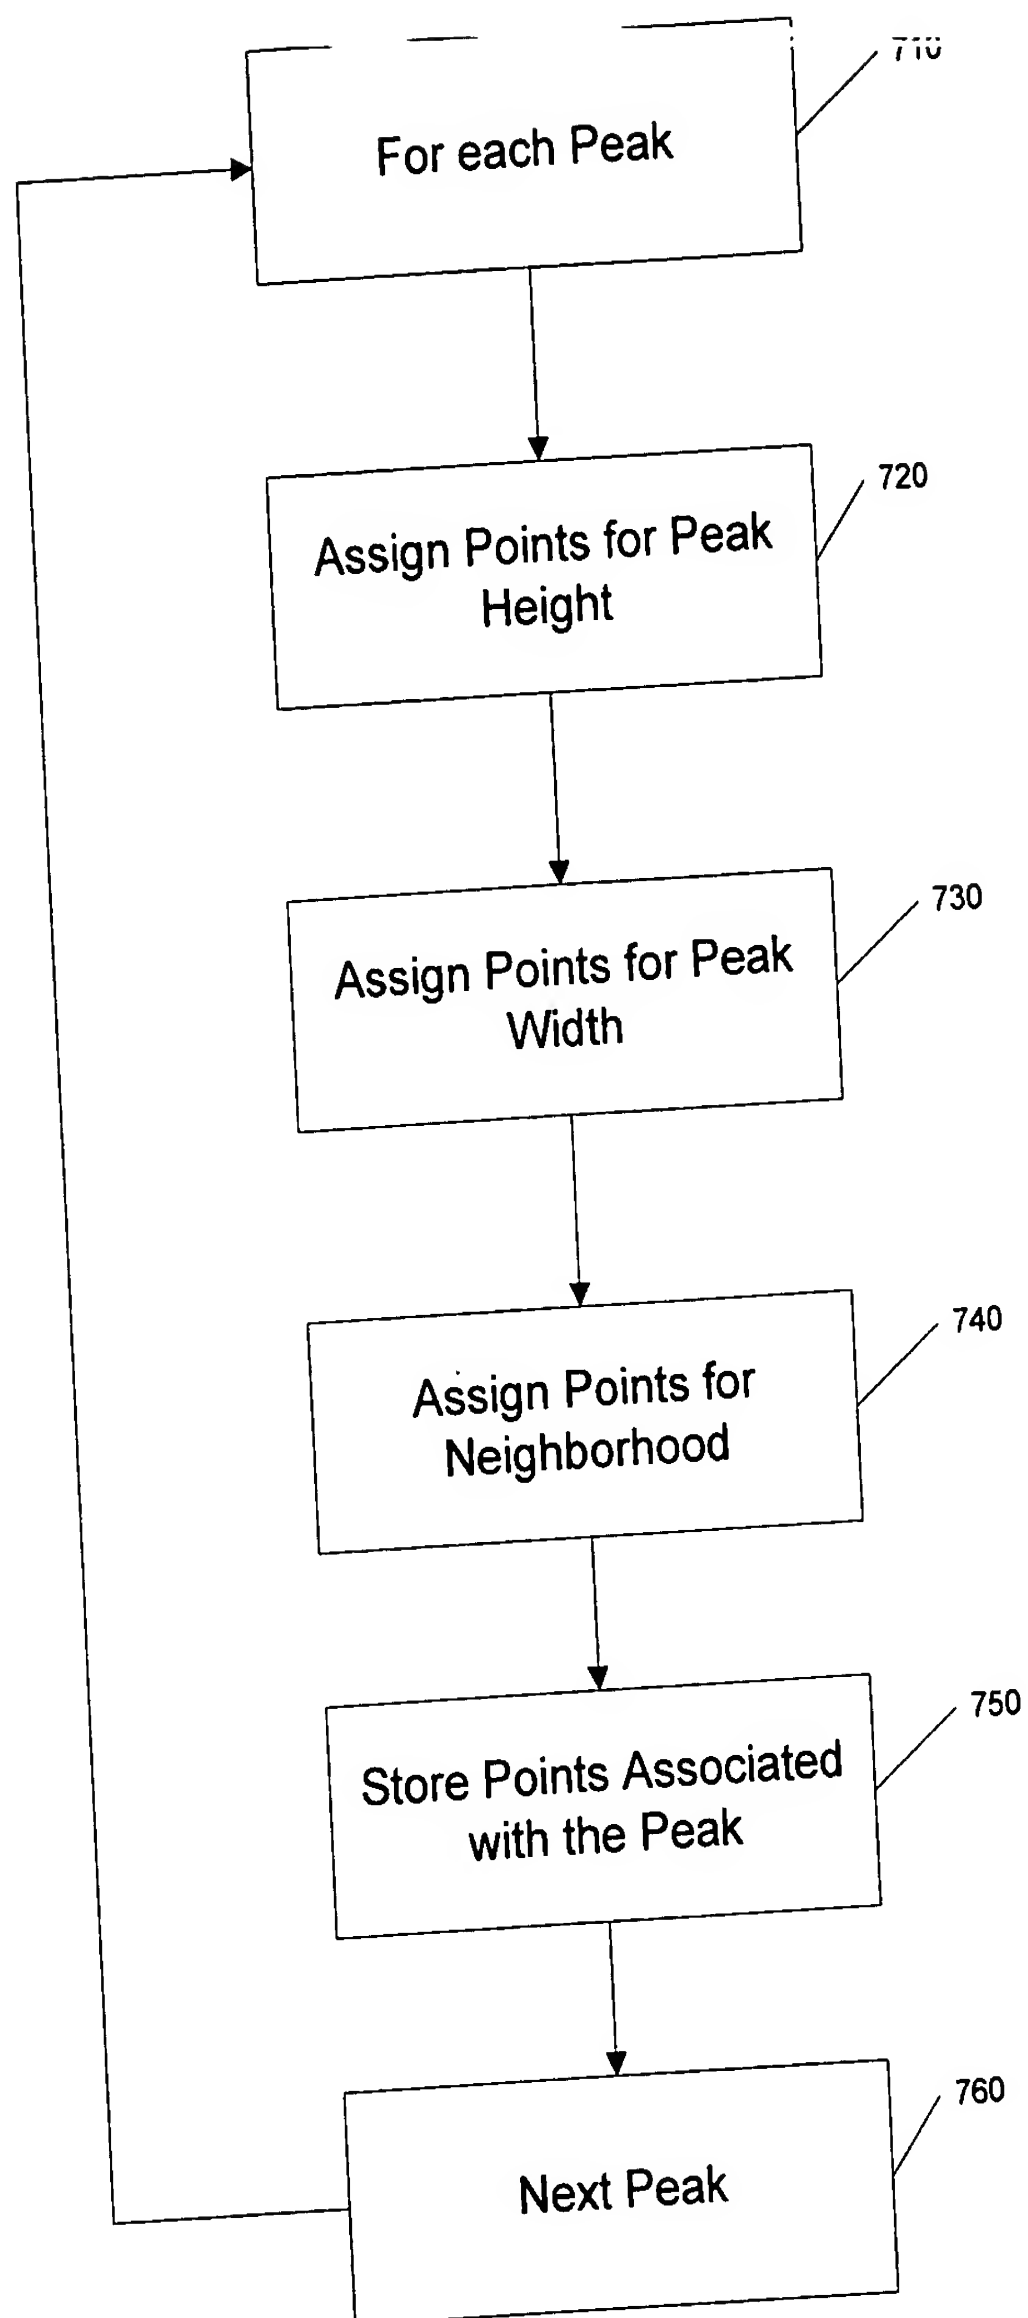 For each Peak
720
Assign Points for Peak
Height
730
Assign Points for Peak
Width
740
Assign Points for
Neighborhood
750
Store Points Associated
with the Peak
760
Next Peak